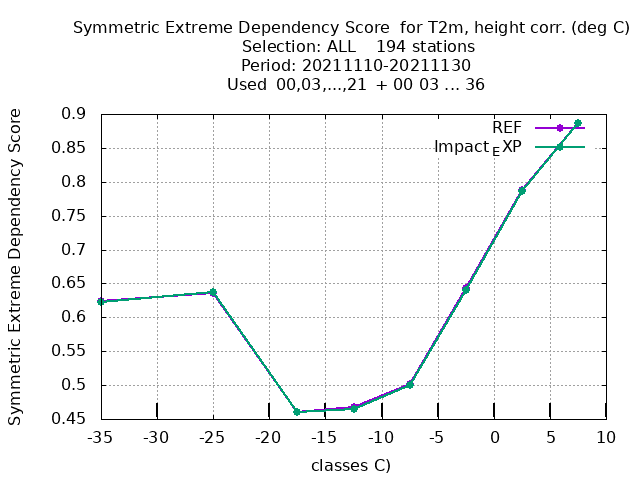 Symmetric Extreme Dependency Score for T2m, height corr. (deg C)
Selection: ALL 194 stations
Period: 20211110-20211130
Used 00,03,...,21 + 00 03 ... 36
Symmetric Extreme Dependency Score
0.9
0.85
0.8
0.75
0.7
0.65
0.6
0.55
0.5
0.45
REF
Impact_EXP
-35 -30 -25 -20 -15 -10 -5 0 5 10
classes C)